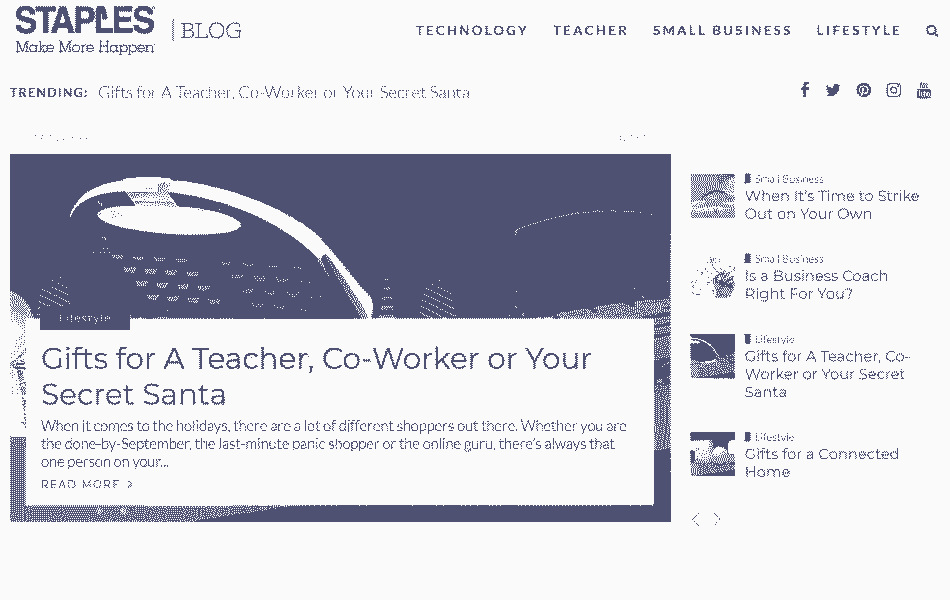 STAPLES
Make More Happen
BLOG
TECHNOLOGY TEACHER SMALL BUSINESS LIFESTYLE
TRENDING: Gifts for A Teacher, Co-Worker or Your Secret Santa
Lifestyle
Gifts for A Teacher, Co-Worker or Your
Secret Santa
When it comes to the holidays, there are a lot of different shoppers out there. Whether you are
the done-by-September, the last-minute panic shopper or the online guru, there's always that
one person on your...
READ MORE >
Small Business
When It's Time to Strike
Out on Your Own
Small Business
Is a Business Coach
Right For You?
Lifestyle
Gifts for A Teacher, Co-
Worker or Your Secret
Santa
Lifestyle
Gifts for a Connected
Home